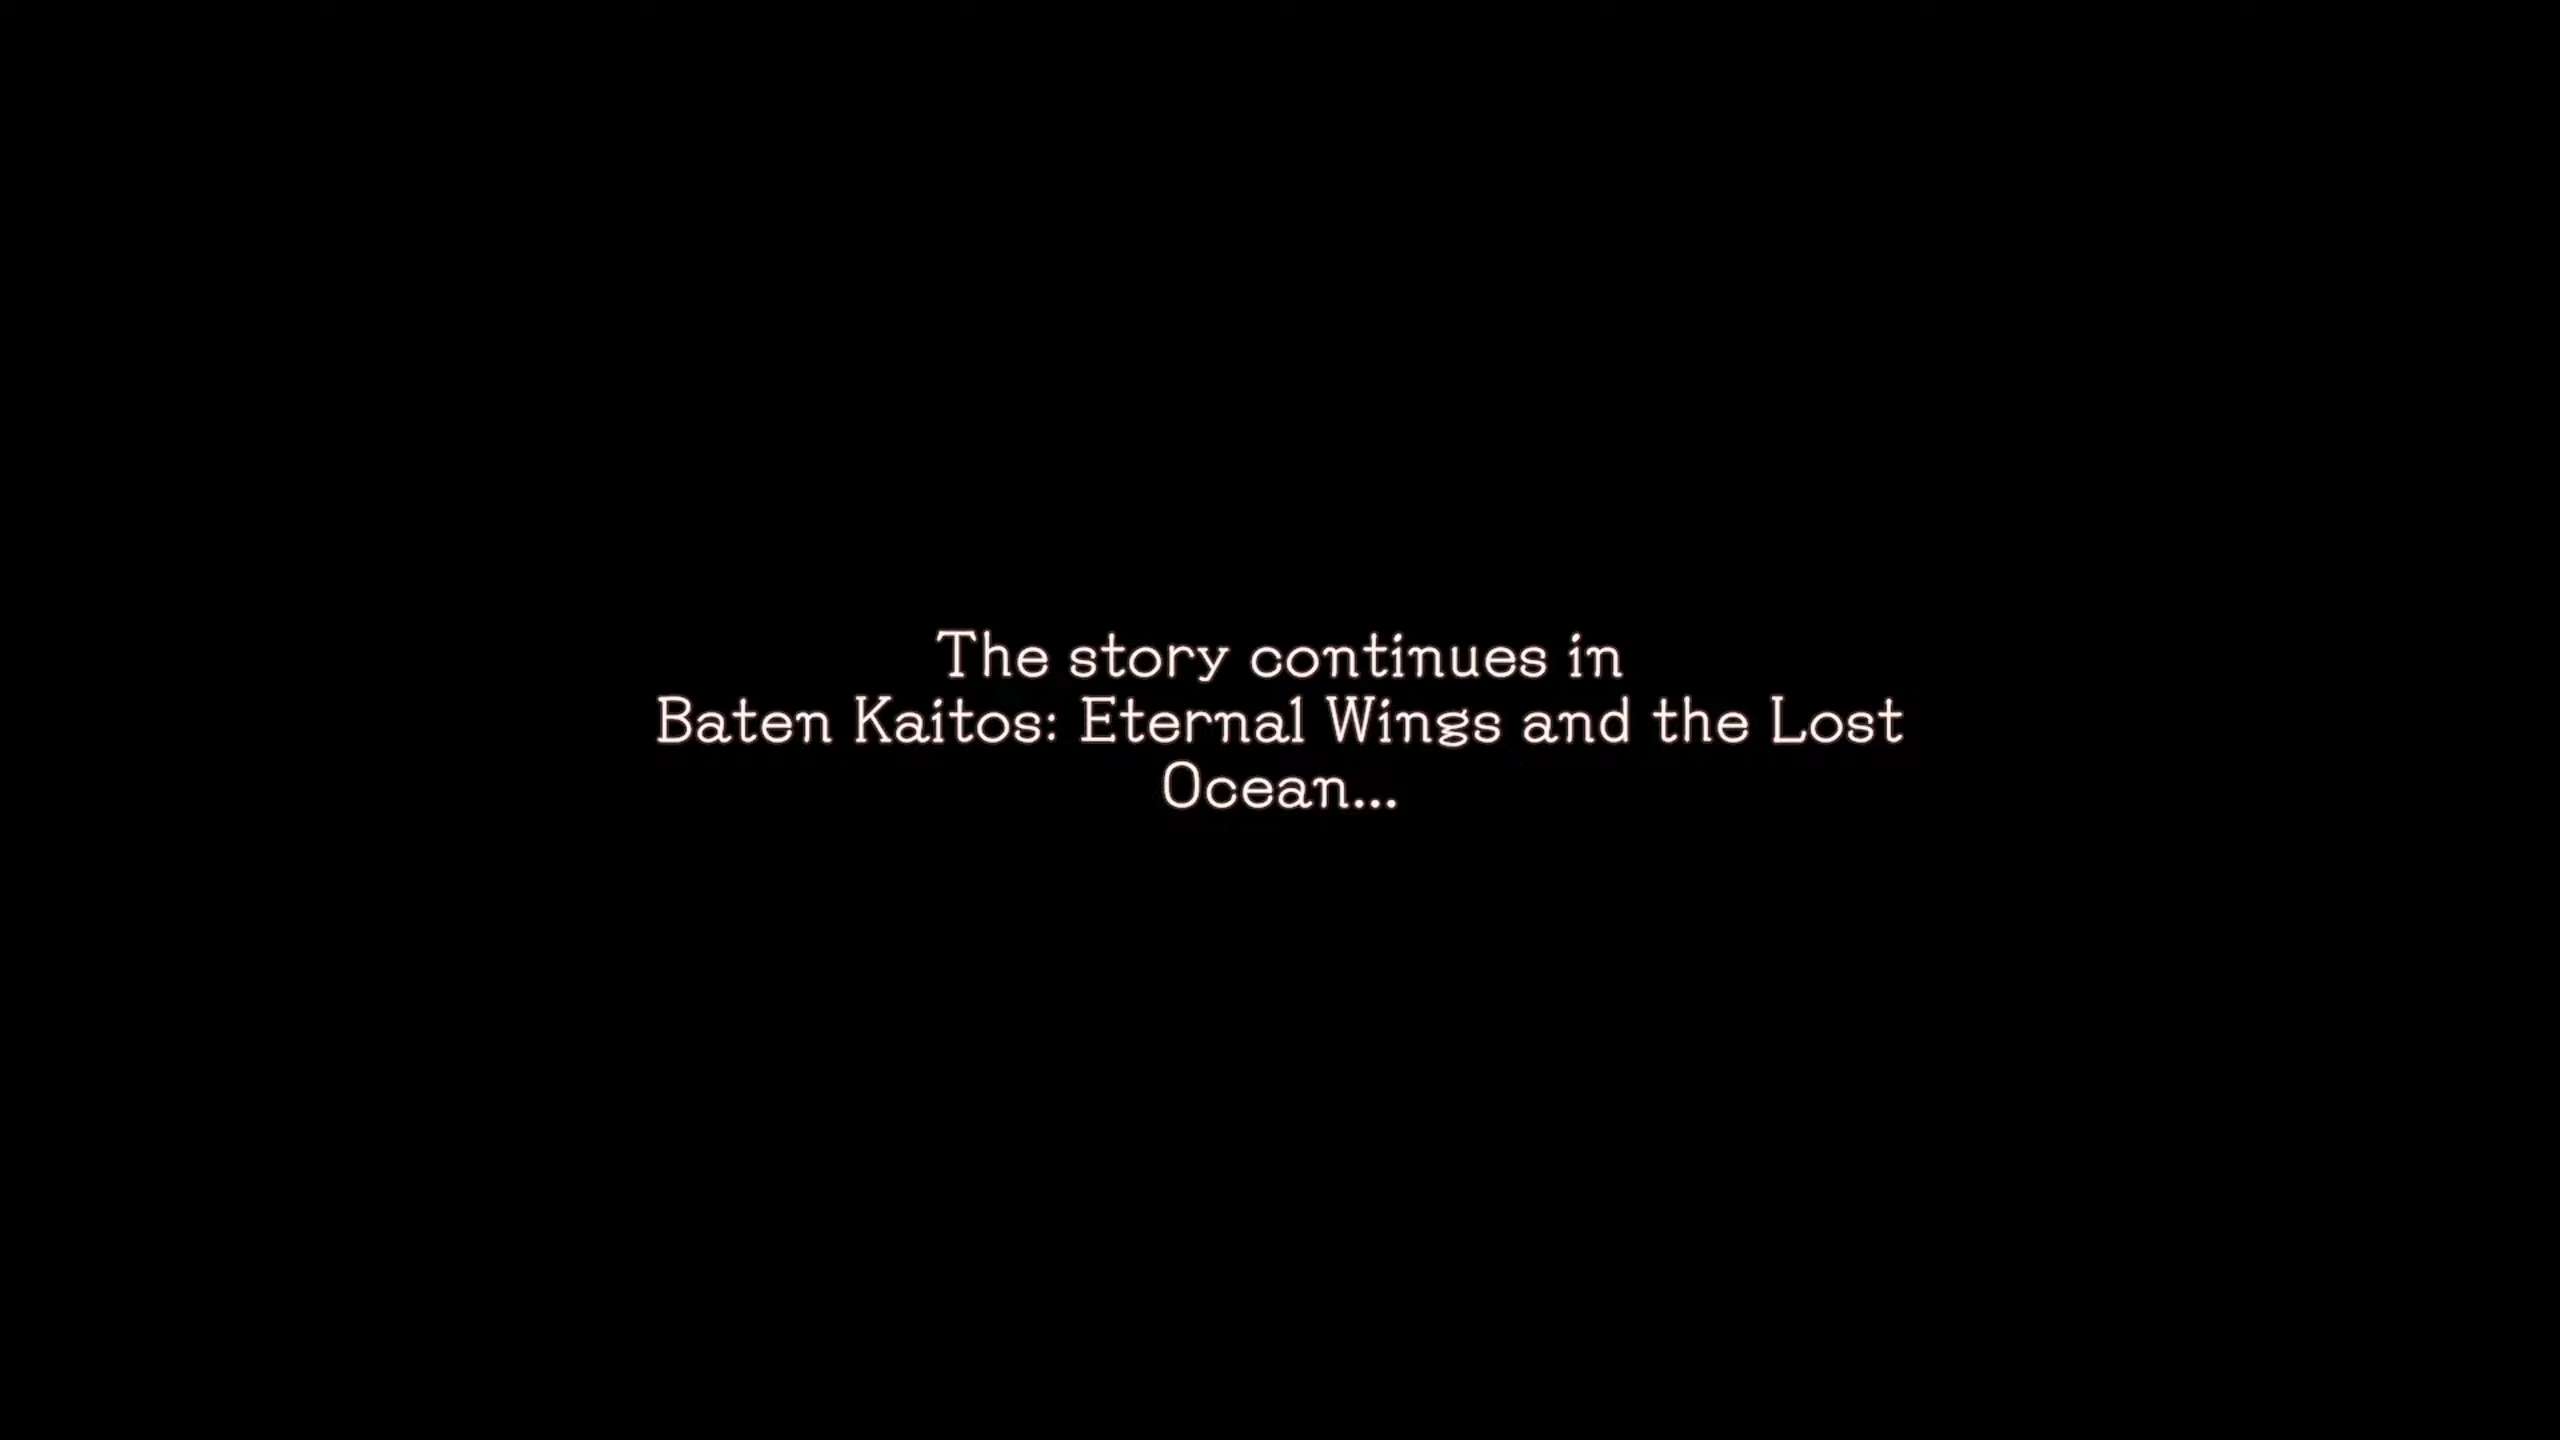 The story continues in
Baten Kaitos: Eternal Wings and the Lost
Ocean...